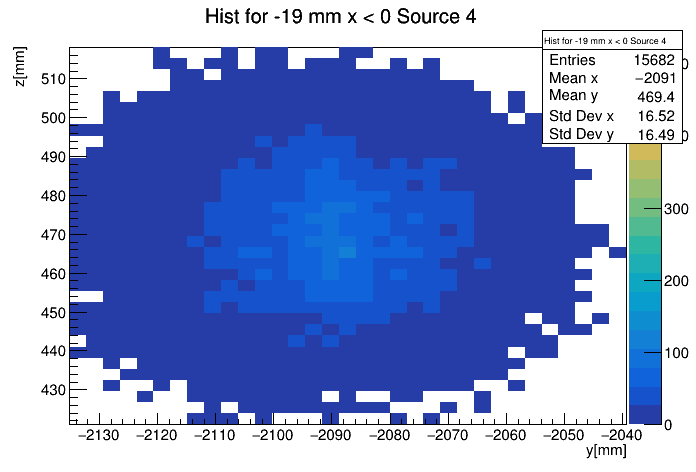 Hist for -19 mm x < 0 Source 4
z[mm]
Hist for -19 mm x < 0 Source 4
Entries 15682
Mean x −2091
Mean y 469.4
Std Dev x 16.52
Std Dev y 16.49
510
500
490
480
470
460
450
440
430
300
200
100
0
−2130 −2120 −2110 −2100 −2090 −2080 −2070 −2060 −2050 −2040
y[mm]